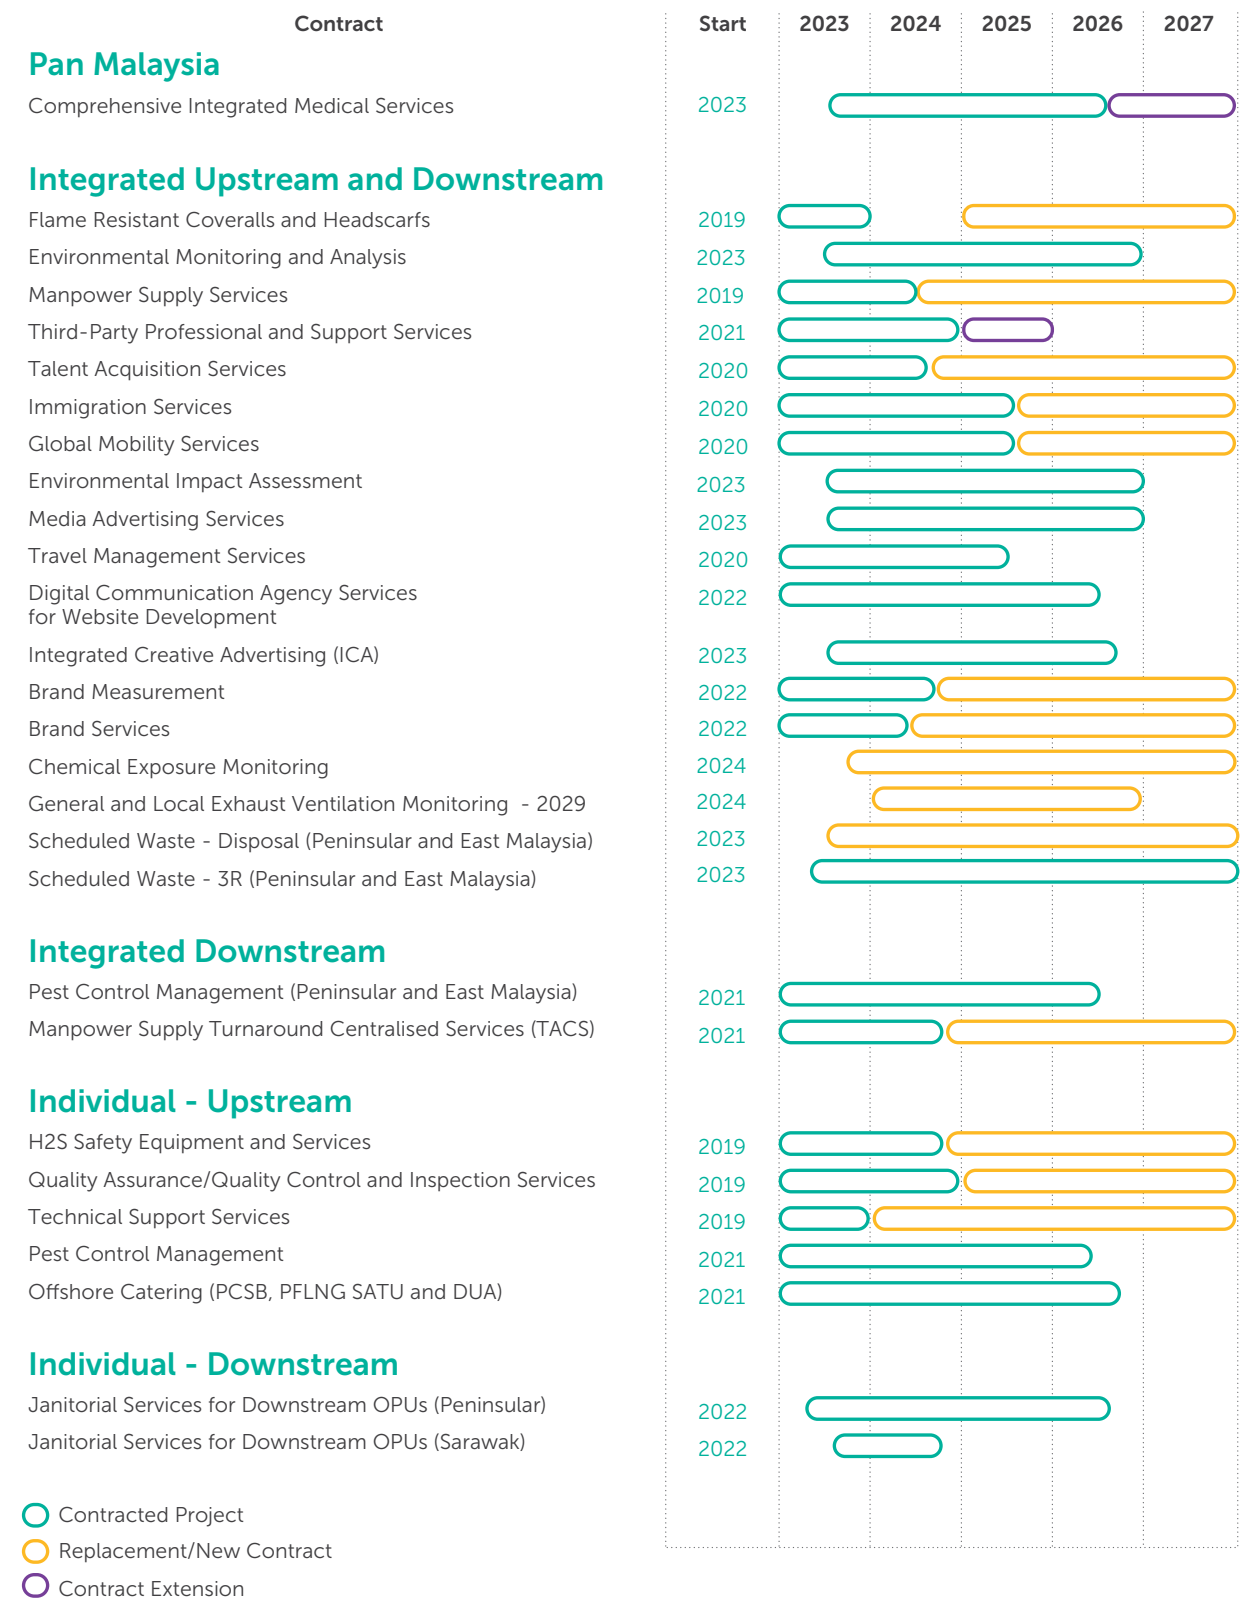 Contract Start 2023 2024 2025 2026 2027
Pan Malaysia
Comprehensive Integrated Medical Services 2023
Integrated Upstream and Downstream
Flame Resistant Coveralls and Headscarfs 2019
Environmental Monitoring and Analysis 2023
Manpower Supply Services 2019
Third-Party Professional and Support Services 2021
Talent Acquisition Services 2020
Immigration Services 2020
Global Mobility Services 2020
Environmental Impact Assessment 2023
Media Advertising Services 2023
Travel Management Services 2020
Digital Communication Agency Services 2022
for Website Development
Integrated Creative Advertising (ICA) 2023
Brand Measurement 2022
Brand Services 2022
Chemical Exposure Monitoring 2024
General and Local Exhaust Ventilation Monitoring - 2029 2024
Scheduled Waste - Disposal (Peninsular and East Malaysia) 2023
Scheduled Waste - 3R (Peninsular and East Malaysia) 2023
Integrated Downstream
Pest Control Management (Peninsular and East Malaysia) 2021
Manpower Supply Turnaround Centralised Services (TACS) 2021
Individual - Upstream
H2S Safety Equipment and Services 2019
Quality Assurance/Quality Control and Inspection Services 2019
Technical Support Services 2019
Pest Control Management 2021
Offshore Catering (PCSB, PFLNG SATU and DUA) 2021
Individual - Downstream
Janitorial Services for Downstream OPUs (Peninsular) 2022
Janitorial Services for Downstream OPUs (Sarawak) 2022
Contracted Project
Replacement/New Contract
Contract Extension